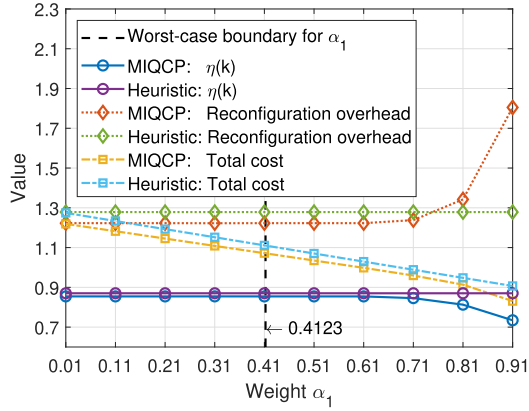 2.3
2.1
1.9
1.7
1.5
1.3
1.1
0.9
0.7
Value
Worst-case boundary for α1
MIQCP: η(k)
Heuristic: η(k)
MIQCP: Reconfiguration overhead
Heuristic: Reconfiguration overhead
MIQCP: Total cost
Heuristic: Total cost
← 0.4123
0.01 0.11 0.21 0.31 0.41 0.51 0.61 0.71 0.81 0.91
Weight α1